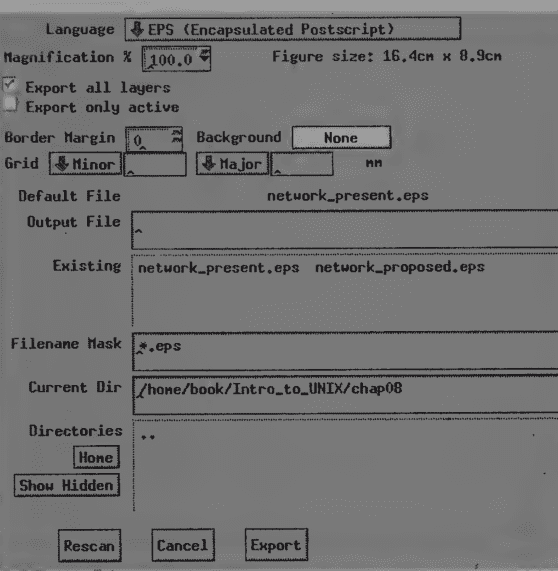 Language EPS (Encapsulated Postscript)
Magnification % 100.0 Figure size: 16.4cm x 8.9cm
Export all layers
Export only active
Border Margin 0 Background None
Grid Minor Major mm
Default File network_present.eps
Output File
Existing network_present.eps network_proposed.eps
Filename Mask *.eps
Current Dir /home/book/Intro_to_UNIX/chap08
Directories ..
Home
Show Hidden
Rescan Cancel Export